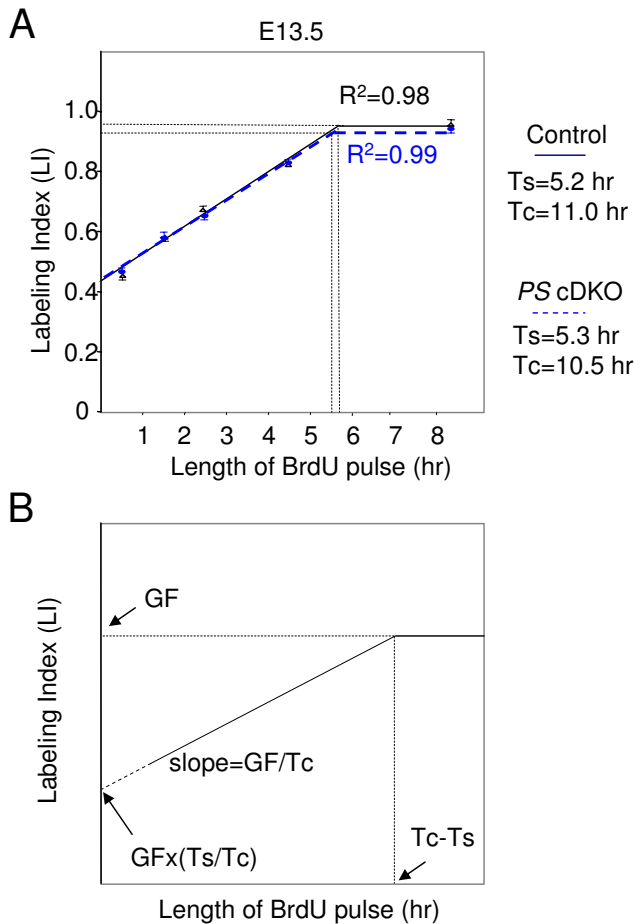 A
E13.5
R²=0.98
R²=0.99
1.0
0.8
0.6
0.4
0.2
0
Labeling Index (LI)
1 2 3 4 5 6 7 8
Length of BrdU pulse (hr)
Control
Ts=5.2 hr
Tc=11.0 hr
PS cDKO
Ts=5.3 hr
Tc=10.5 hr
B
GF
Labeling Index (LI)
slope=GF/Tc
GFx(Ts/Tc)
Tc-Ts
Length of BrdU pulse (hr)